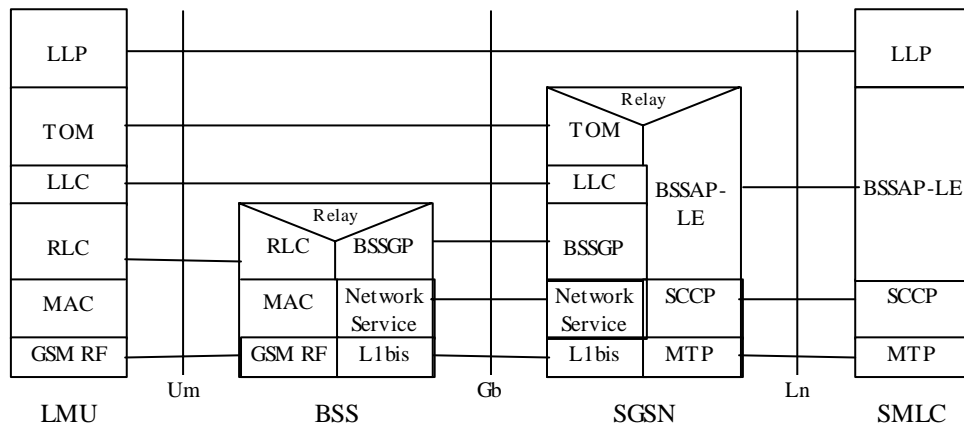 LLP
LLP
Relay
TOM
TOM
LLC
LLC
BSSAP-
LE
BSSAP-LE
Relay
RLC
RLC
BSSGP
BSSGP
MAC
MAC
Network
Service
Network
Service
SCCP
SCCP
GSM RF
GSM RF
L1bis
L1bis
MTP
MTP
Um
Gb
Ln
LMU
BSS
SGSN
SMLC